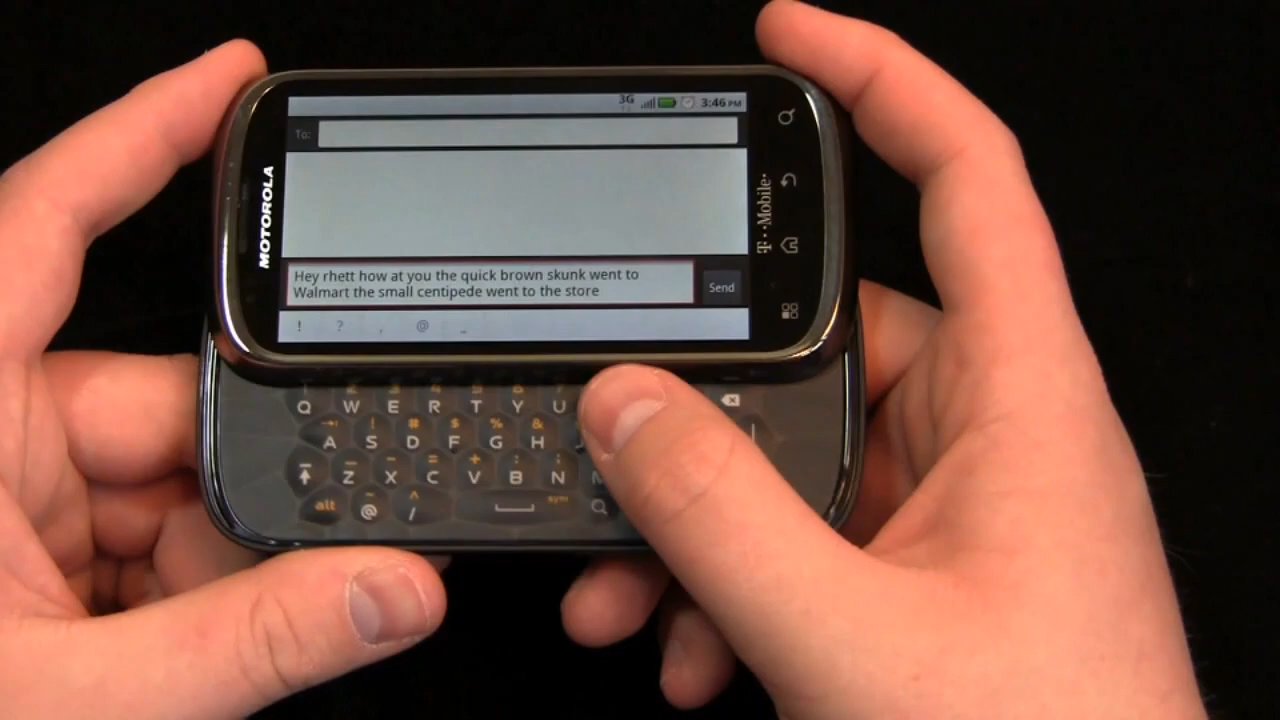 3G 3:46 PM
To:
Hey rhett how at you the quick brown skunk went to
Walmart the small centipede went to the store
Send
! ? , @ _
MOTOROLA
T··Mobile·
Q W E R T Y U
! # $ % &
A S D F G H
- = + : ;
Z X C V B N
alt @ / sym